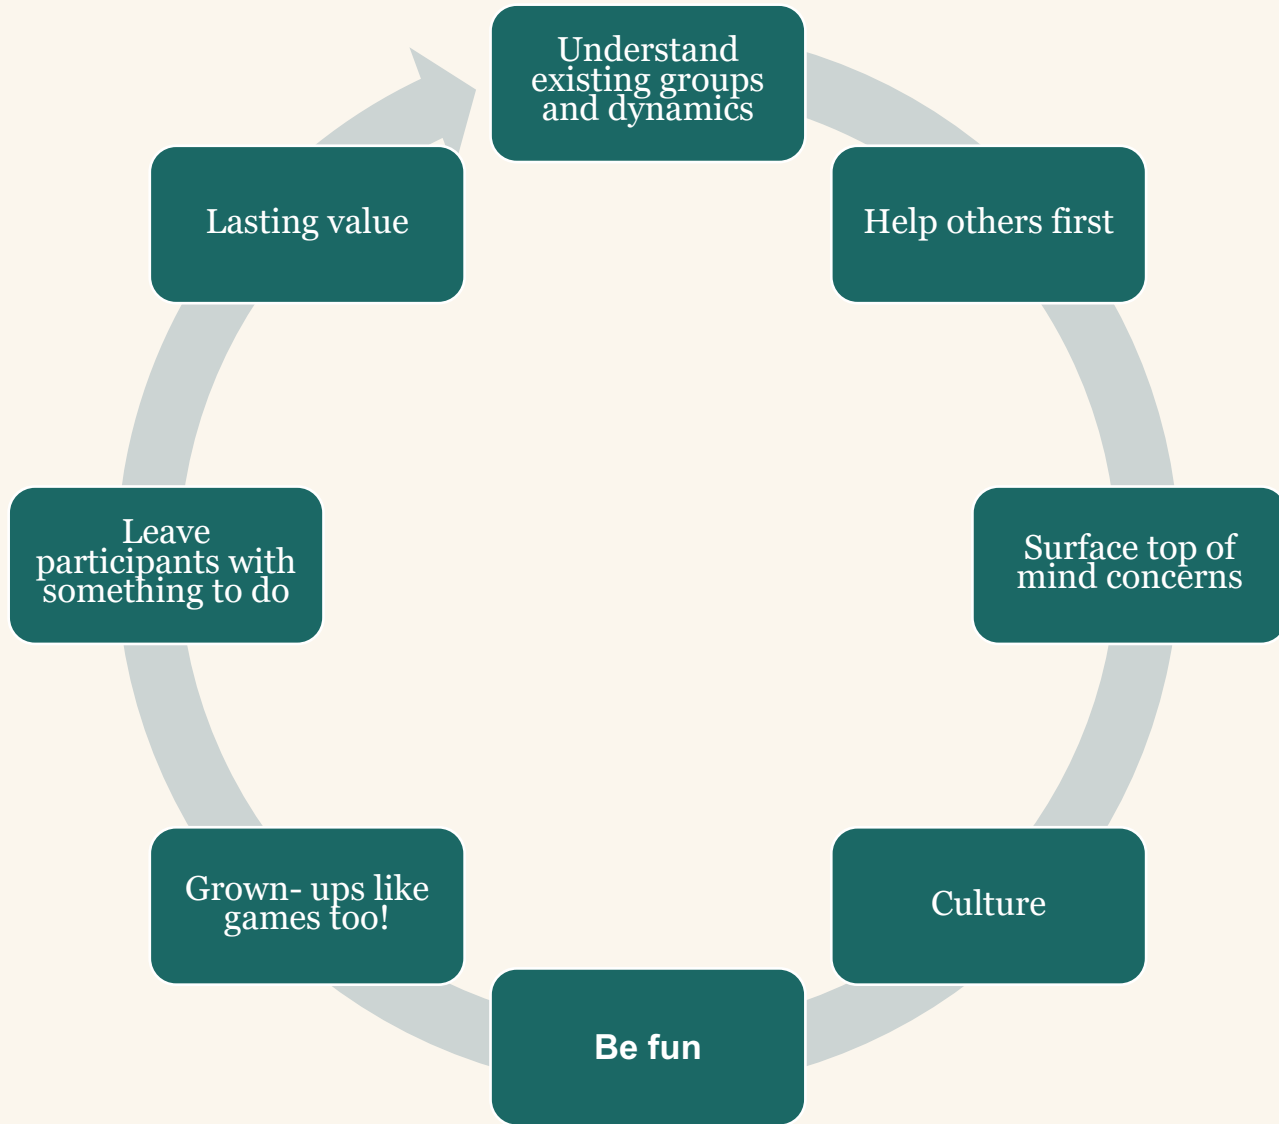 Understand
existing groups
and dynamics
Help others first
Surface top of
mind concerns
Culture
Be fun
Grown- ups like
games too!
Leave
participants with
something to do
Lasting value